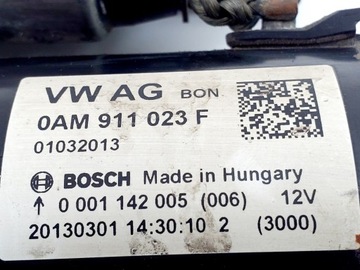 VW AG BON
0AM 911 023 F
01032013
BOSCH Made in Hungary
↑ 0 001 142 005 (006) 12V
20130301 14:30:10 2 (3000)